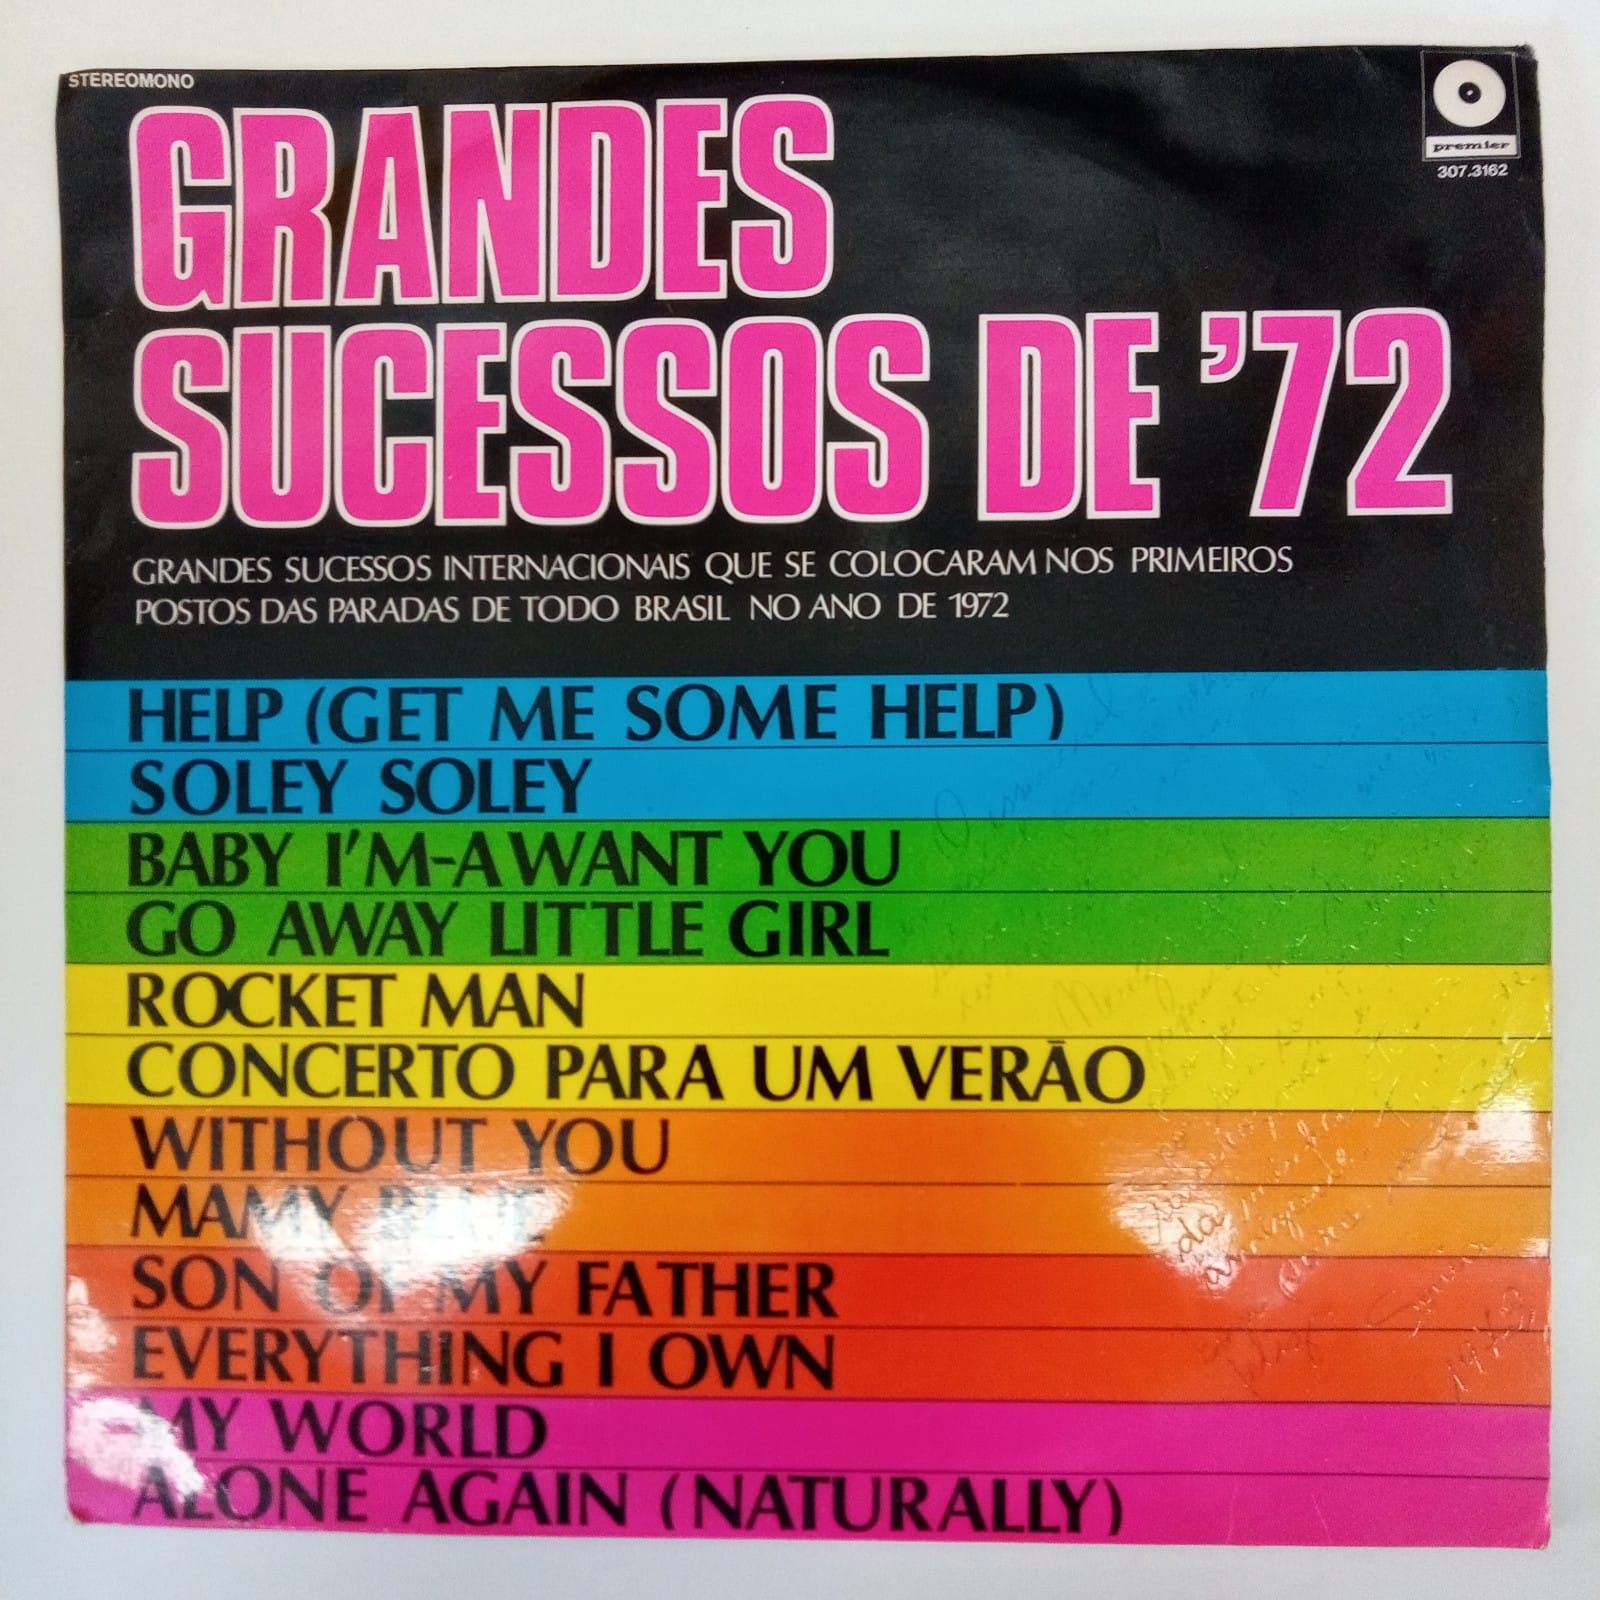 STEREOMONO
premier
307.3162
GRANDES
SUCESSOS DE '72
GRANDES SUCESSOS INTERNACIONAIS QUE SE COLOCARAM NOS PRIMEIROS
POSTOS DAS PARADAS DE TODO BRASIL NO ANO DE 1972
HELP (GET ME SOME HELP)
SOLEY SOLEY
BABY I'M-A WANT YOU
GO AWAY LITTLE GIRL
ROCKET MAN
CONCERTO PARA UM VERÃO
WITHOUT YOU
MAMY BLUE
SON OF MY FATHER
EVERYTHING I OWN
MY WORLD
ALONE AGAIN (NATURALLY)